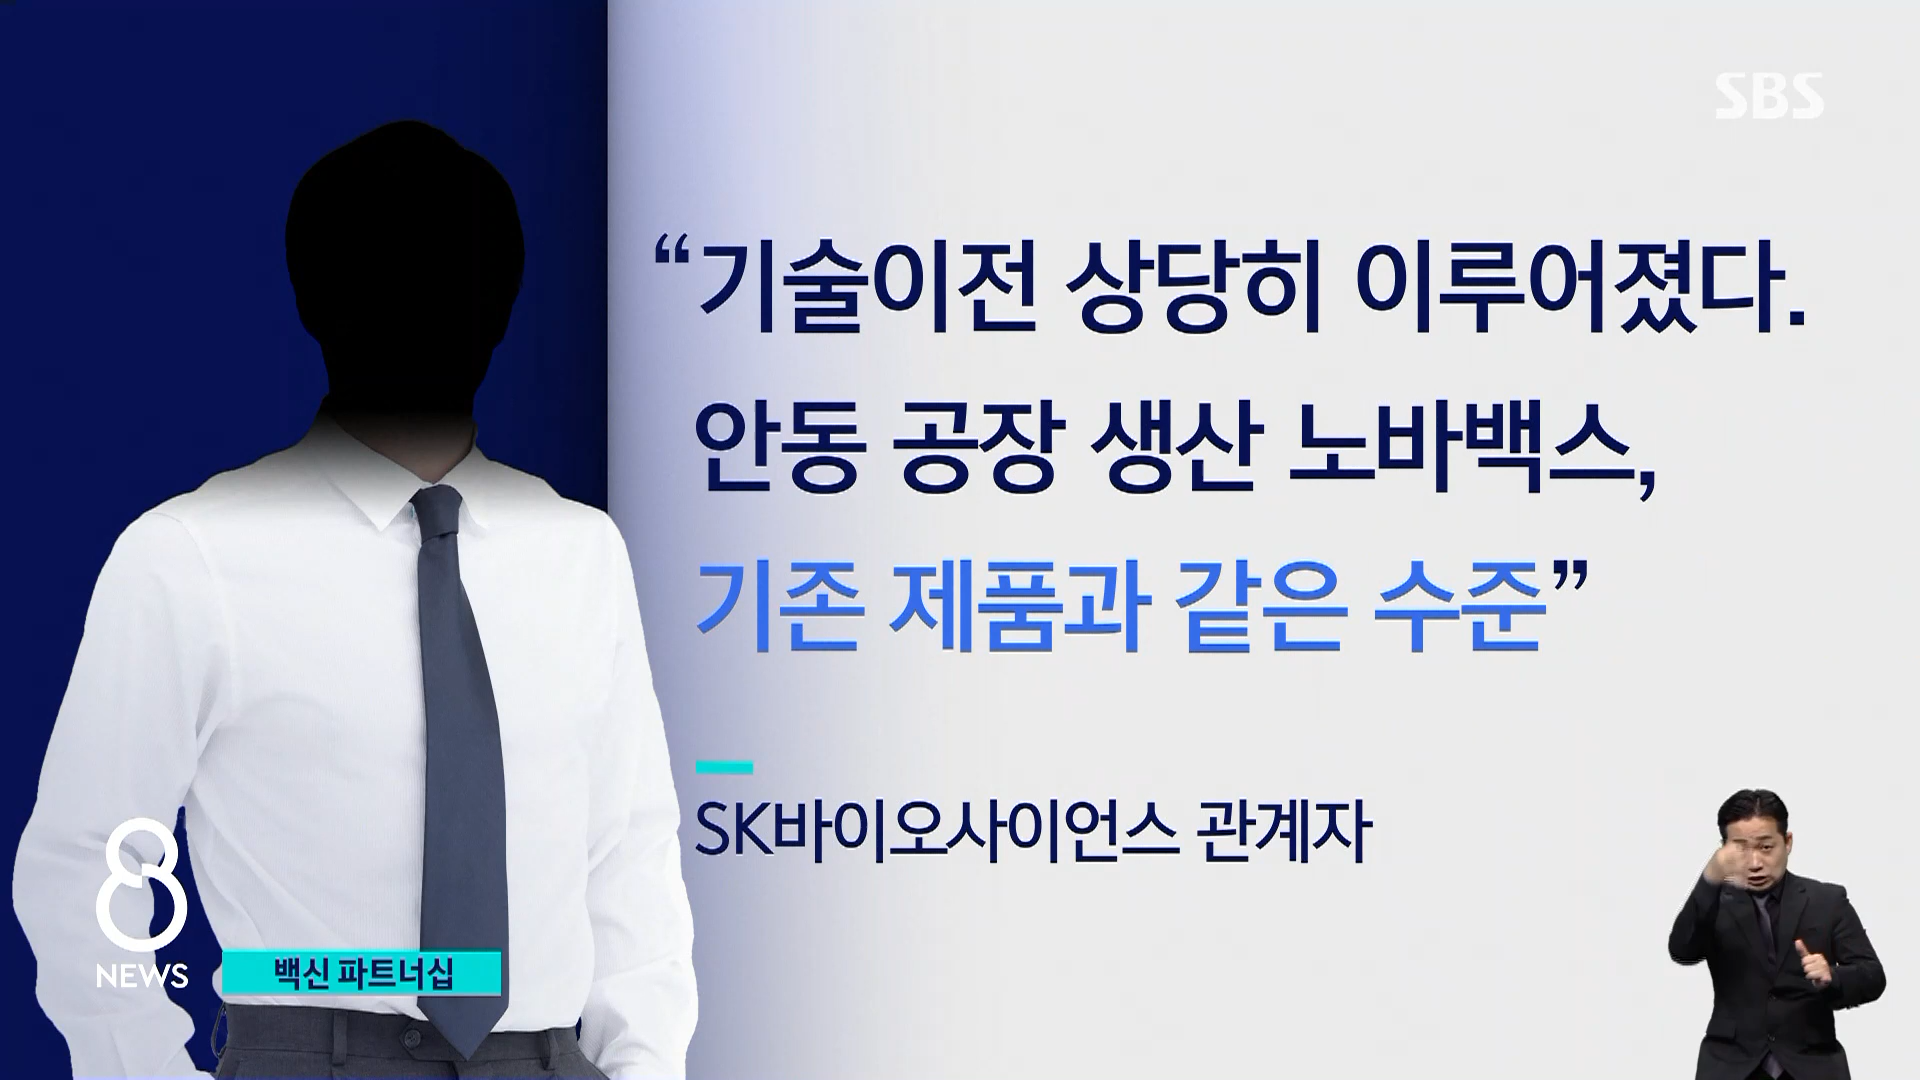 SBS
“기술이전 상당히 이루어졌다.
안동 공장 생산 노바백스,
기존 제품과 같은 수준”
SK바이오사이언스 관계자
8
NEWS
백신 파트너십